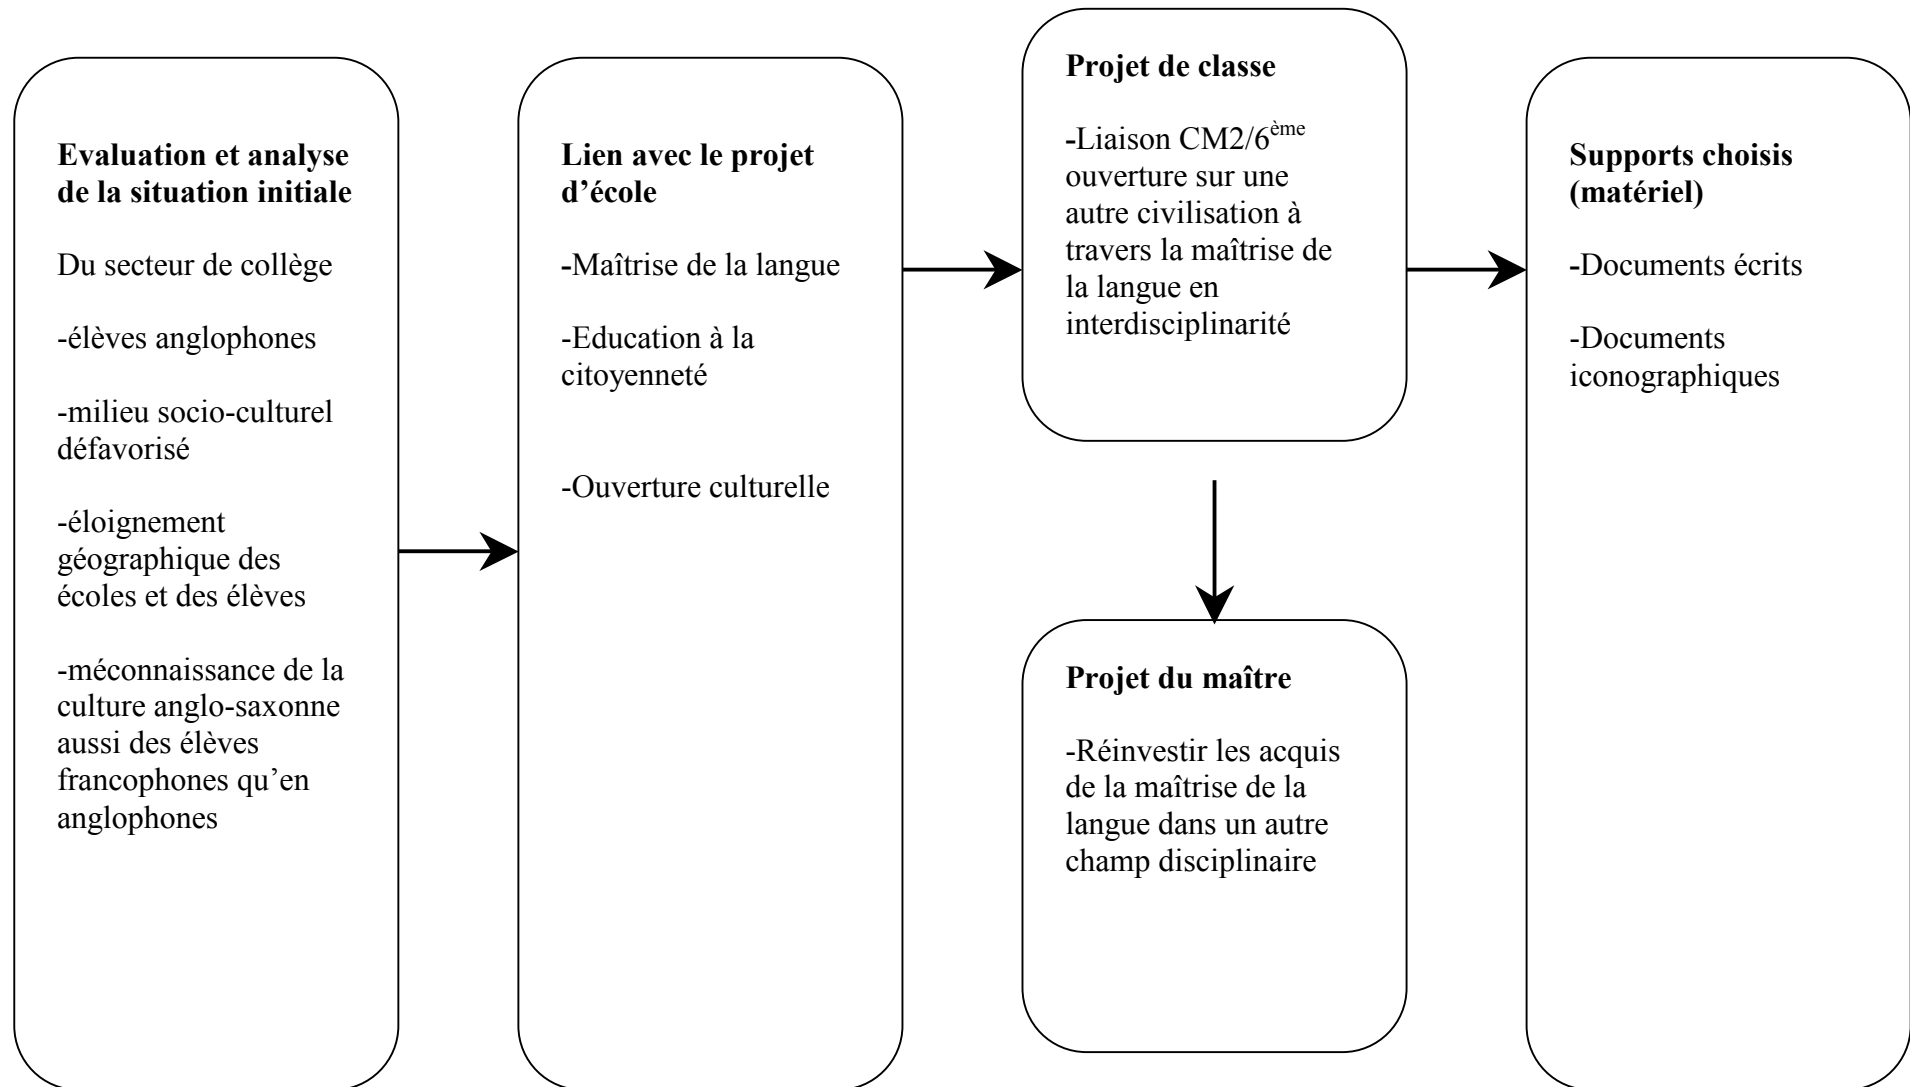 Evaluation et analyse
de la situation initiale
Du secteur de collège
-élèves anglophones
-milieu socio-culturel
défavorisé
-éloignement
géographique des
écoles et des élèves
-méconnaissance de la
culture anglo-saxonne
aussi des élèves
francophones qu’en
anglophones
Lien avec le projet
d’école
-Maîtrise de la langue
-Education à la
citoyenneté
-Ouverture culturelle
Projet de classe
-Liaison CM2/6ème
ouverture sur une
autre civilisation à
travers la maîtrise de
la langue en
interdisciplinarité
Projet du maître
-Réinvestir les acquis
de la maîtrise de la
langue dans un autre
champ disciplinaire
Supports choisis
(matériel)
-Documents écrits
-Documents
iconographiques